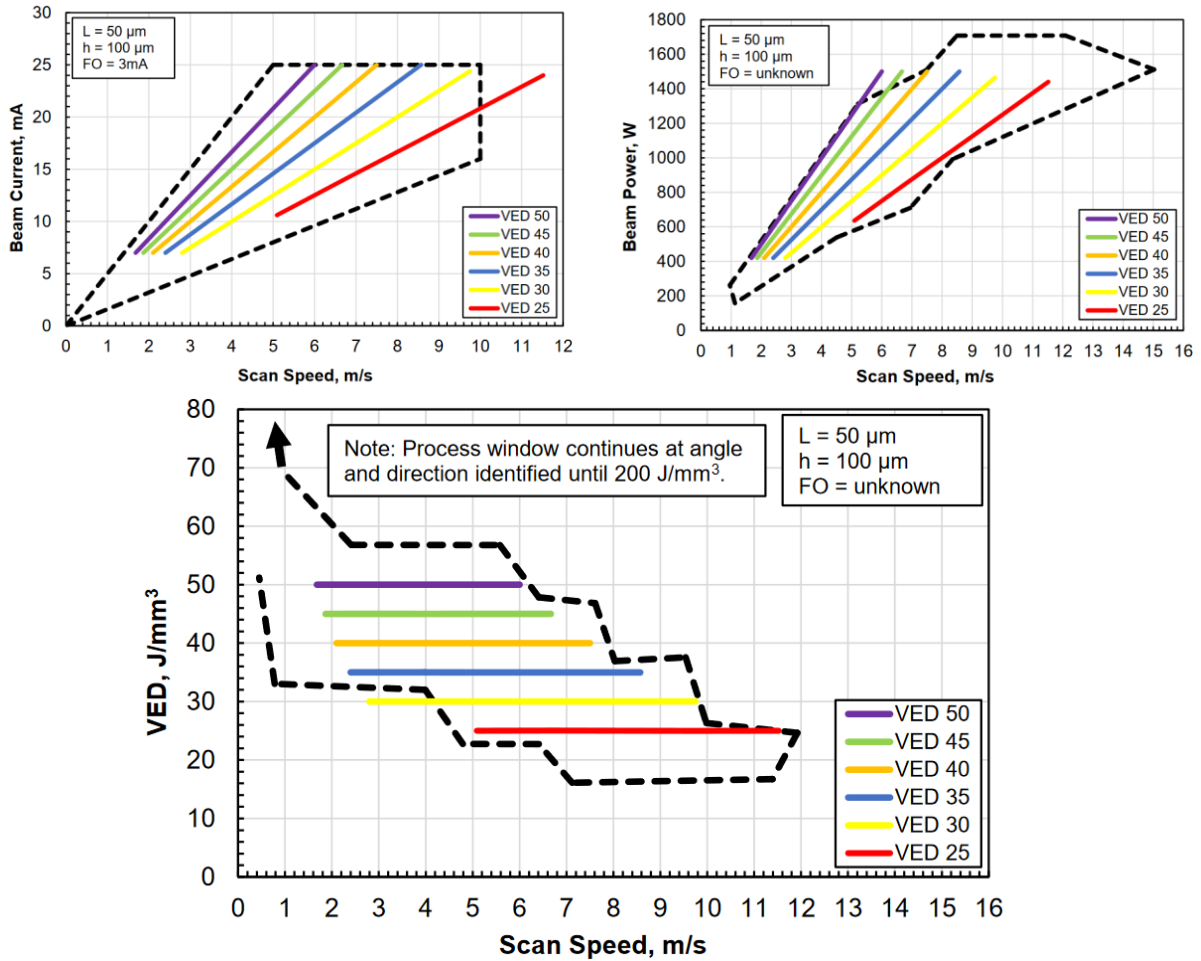 L = 50 µm
h = 100 µm
FO = 3mA
30
25
20
15
10
5
0
Beam Current, mA
0 1 2 3 4 5 6 7 8 9 10 11 12
Scan Speed, m/s
VED 50
VED 45
VED 40
VED 35
VED 30
VED 25
L = 50 µm
h = 100 µm
FO = unknown
1800
1600
1400
1200
1000
800
600
400
200
0
Beam Power, W
0 1 2 3 4 5 6 7 8 9 10 11 12 13 14 15 16
Scan Speed, m/s
VED 50
VED 45
VED 40
VED 35
VED 30
VED 25
Note: Process window continues at angle
and direction identified until 200 J/mm³.
L = 50 µm
h = 100 µm
FO = unknown
80
70
60
50
40
30
20
10
0
VED, J/mm³
0 1 2 3 4 5 6 7 8 9 10 11 12 13 14 15 16
Scan Speed, m/s
VED 50
VED 45
VED 40
VED 35
VED 30
VED 25